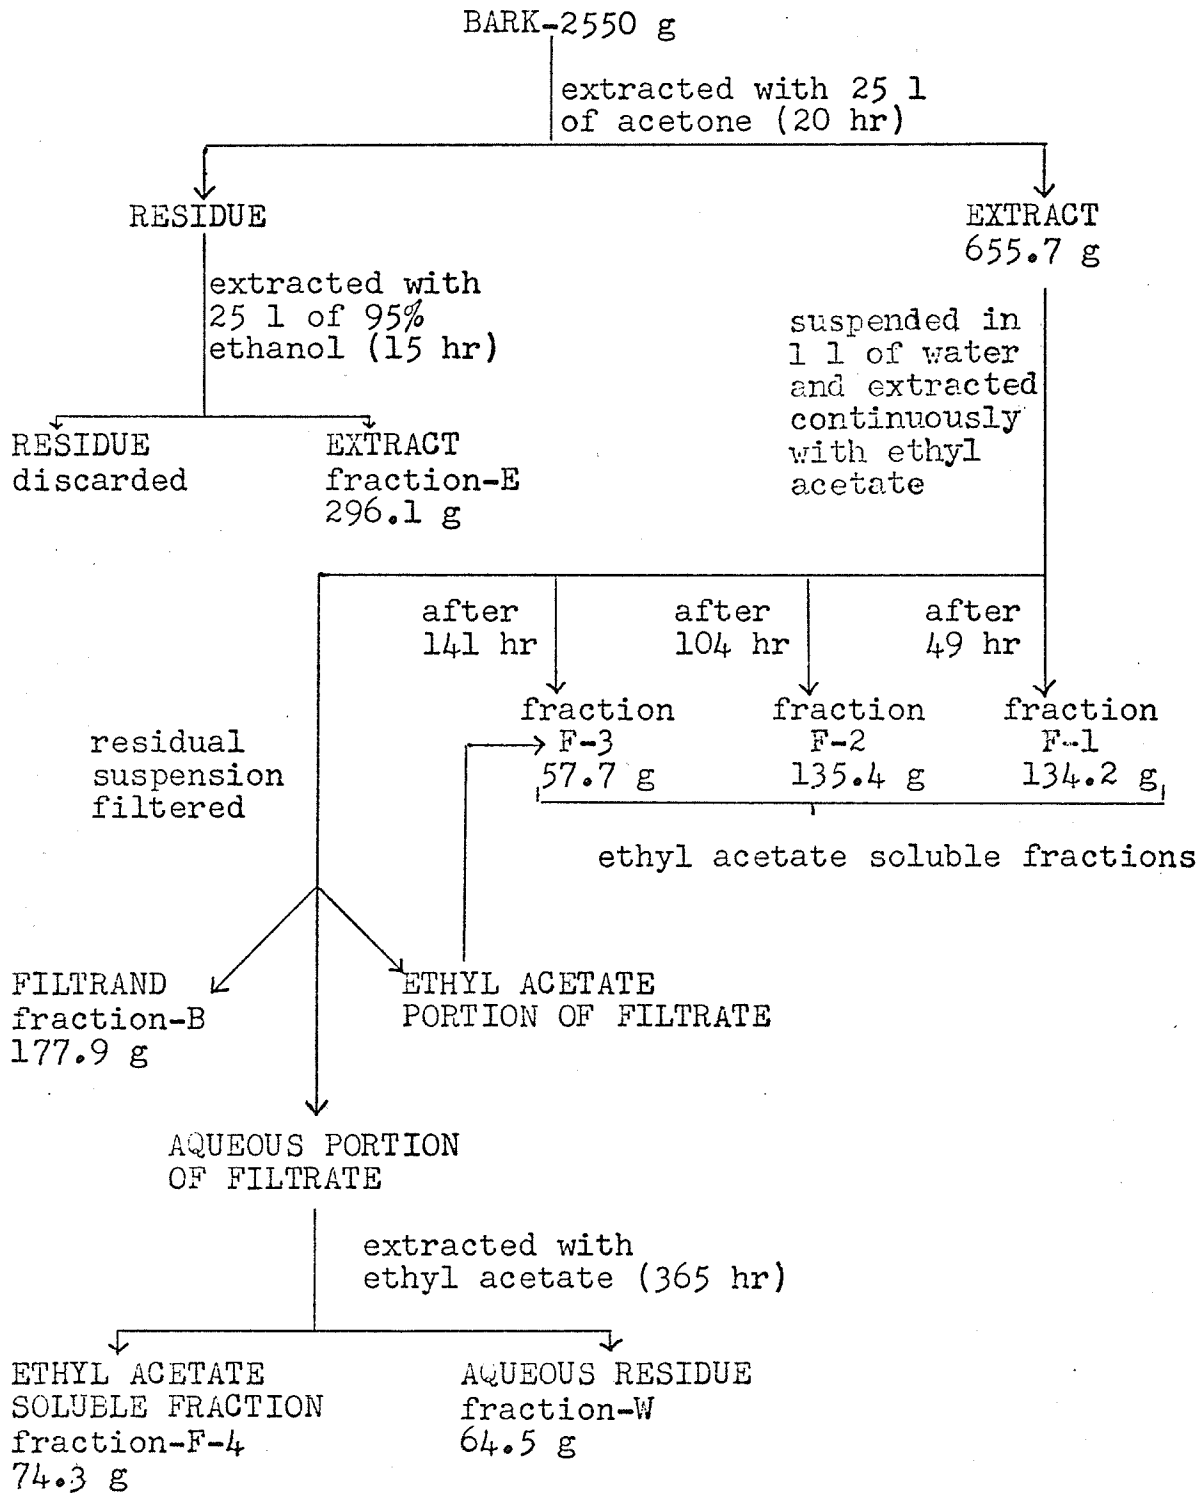 BARK-2550 g
extracted with 25 l
of acetone (20 hr)
RESIDUE
EXTRACT
655.7 g
extracted with
25 l of 95%
ethanol (15 hr)
suspended in
1 l of water
and extracted
continuously
with ethyl
acetate
RESIDUE
discarded
EXTRACT
fraction-E
296.1 g
after
141 hr
after
104 hr
after
49 hr
fraction
F-3
57.7 g
fraction
F-2
135.4 g
fraction
F-1
134.2 g
ethyl acetate soluble fractions
residual
suspension
filtered
FILTRAND
fraction-B
177.9 g
ETHYL ACETATE
PORTION OF FILTRATE
AQUEOUS PORTION
OF FILTRATE
extracted with
ethyl acetate (365 hr)
ETHYL ACETATE
SOLUBLE FRACTION
fraction-F-4
74.3 g
AQUEOUS RESIDUE
fraction-W
64.5 g